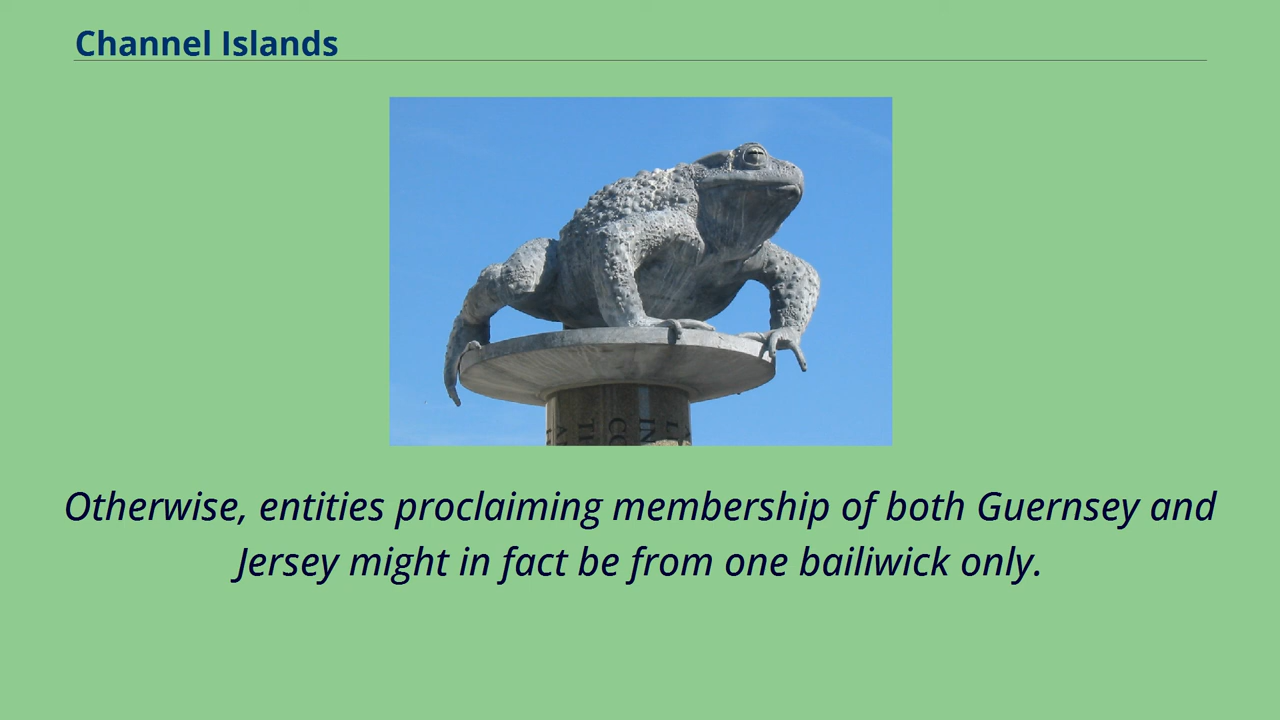 Channel Islands
Otherwise, entities proclaiming membership of both Guernsey and
Jersey might in fact be from one bailiwick only.